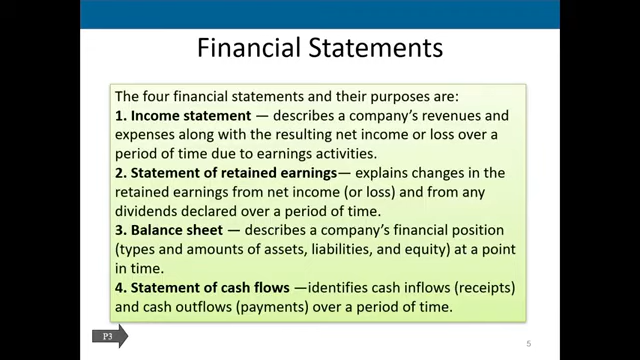 Financial Statements
The four financial statements and their purposes are:
1. Income statement — describes a company's revenues and
expenses along with the resulting net income or loss over a
period of time due to earnings activities.
2. Statement of retained earnings— explains changes in the
retained earnings from net income (or loss) and from any
dividends declared over a period of time.
3. Balance sheet — describes a company's financial position
(types and amounts of assets, liabilities, and equity) at a point
in time.
4. Statement of cash flows —identifies cash inflows (receipts)
and cash outflows (payments) over a period of time.
P3
5